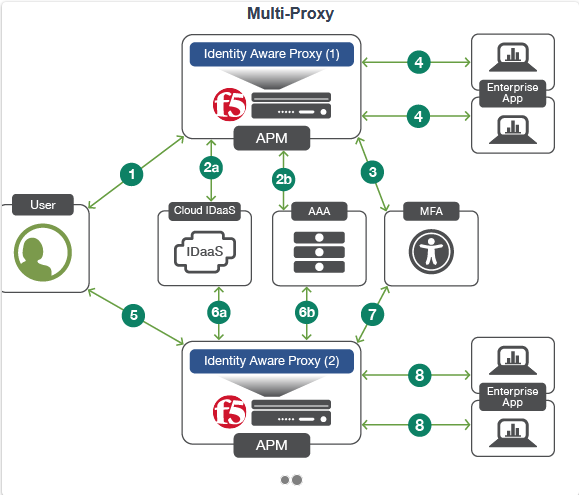 Multi-Proxy
Identity Aware Proxy (1)
f5
APM
4
4
Enterprise
App
1
2a
2b
3
User
Cloud IDaaS
IDaaS
AAA
MFA
5
6a
6b
7
Identity Aware Proxy (2)
f5
APM
8
8
Enterprise
App